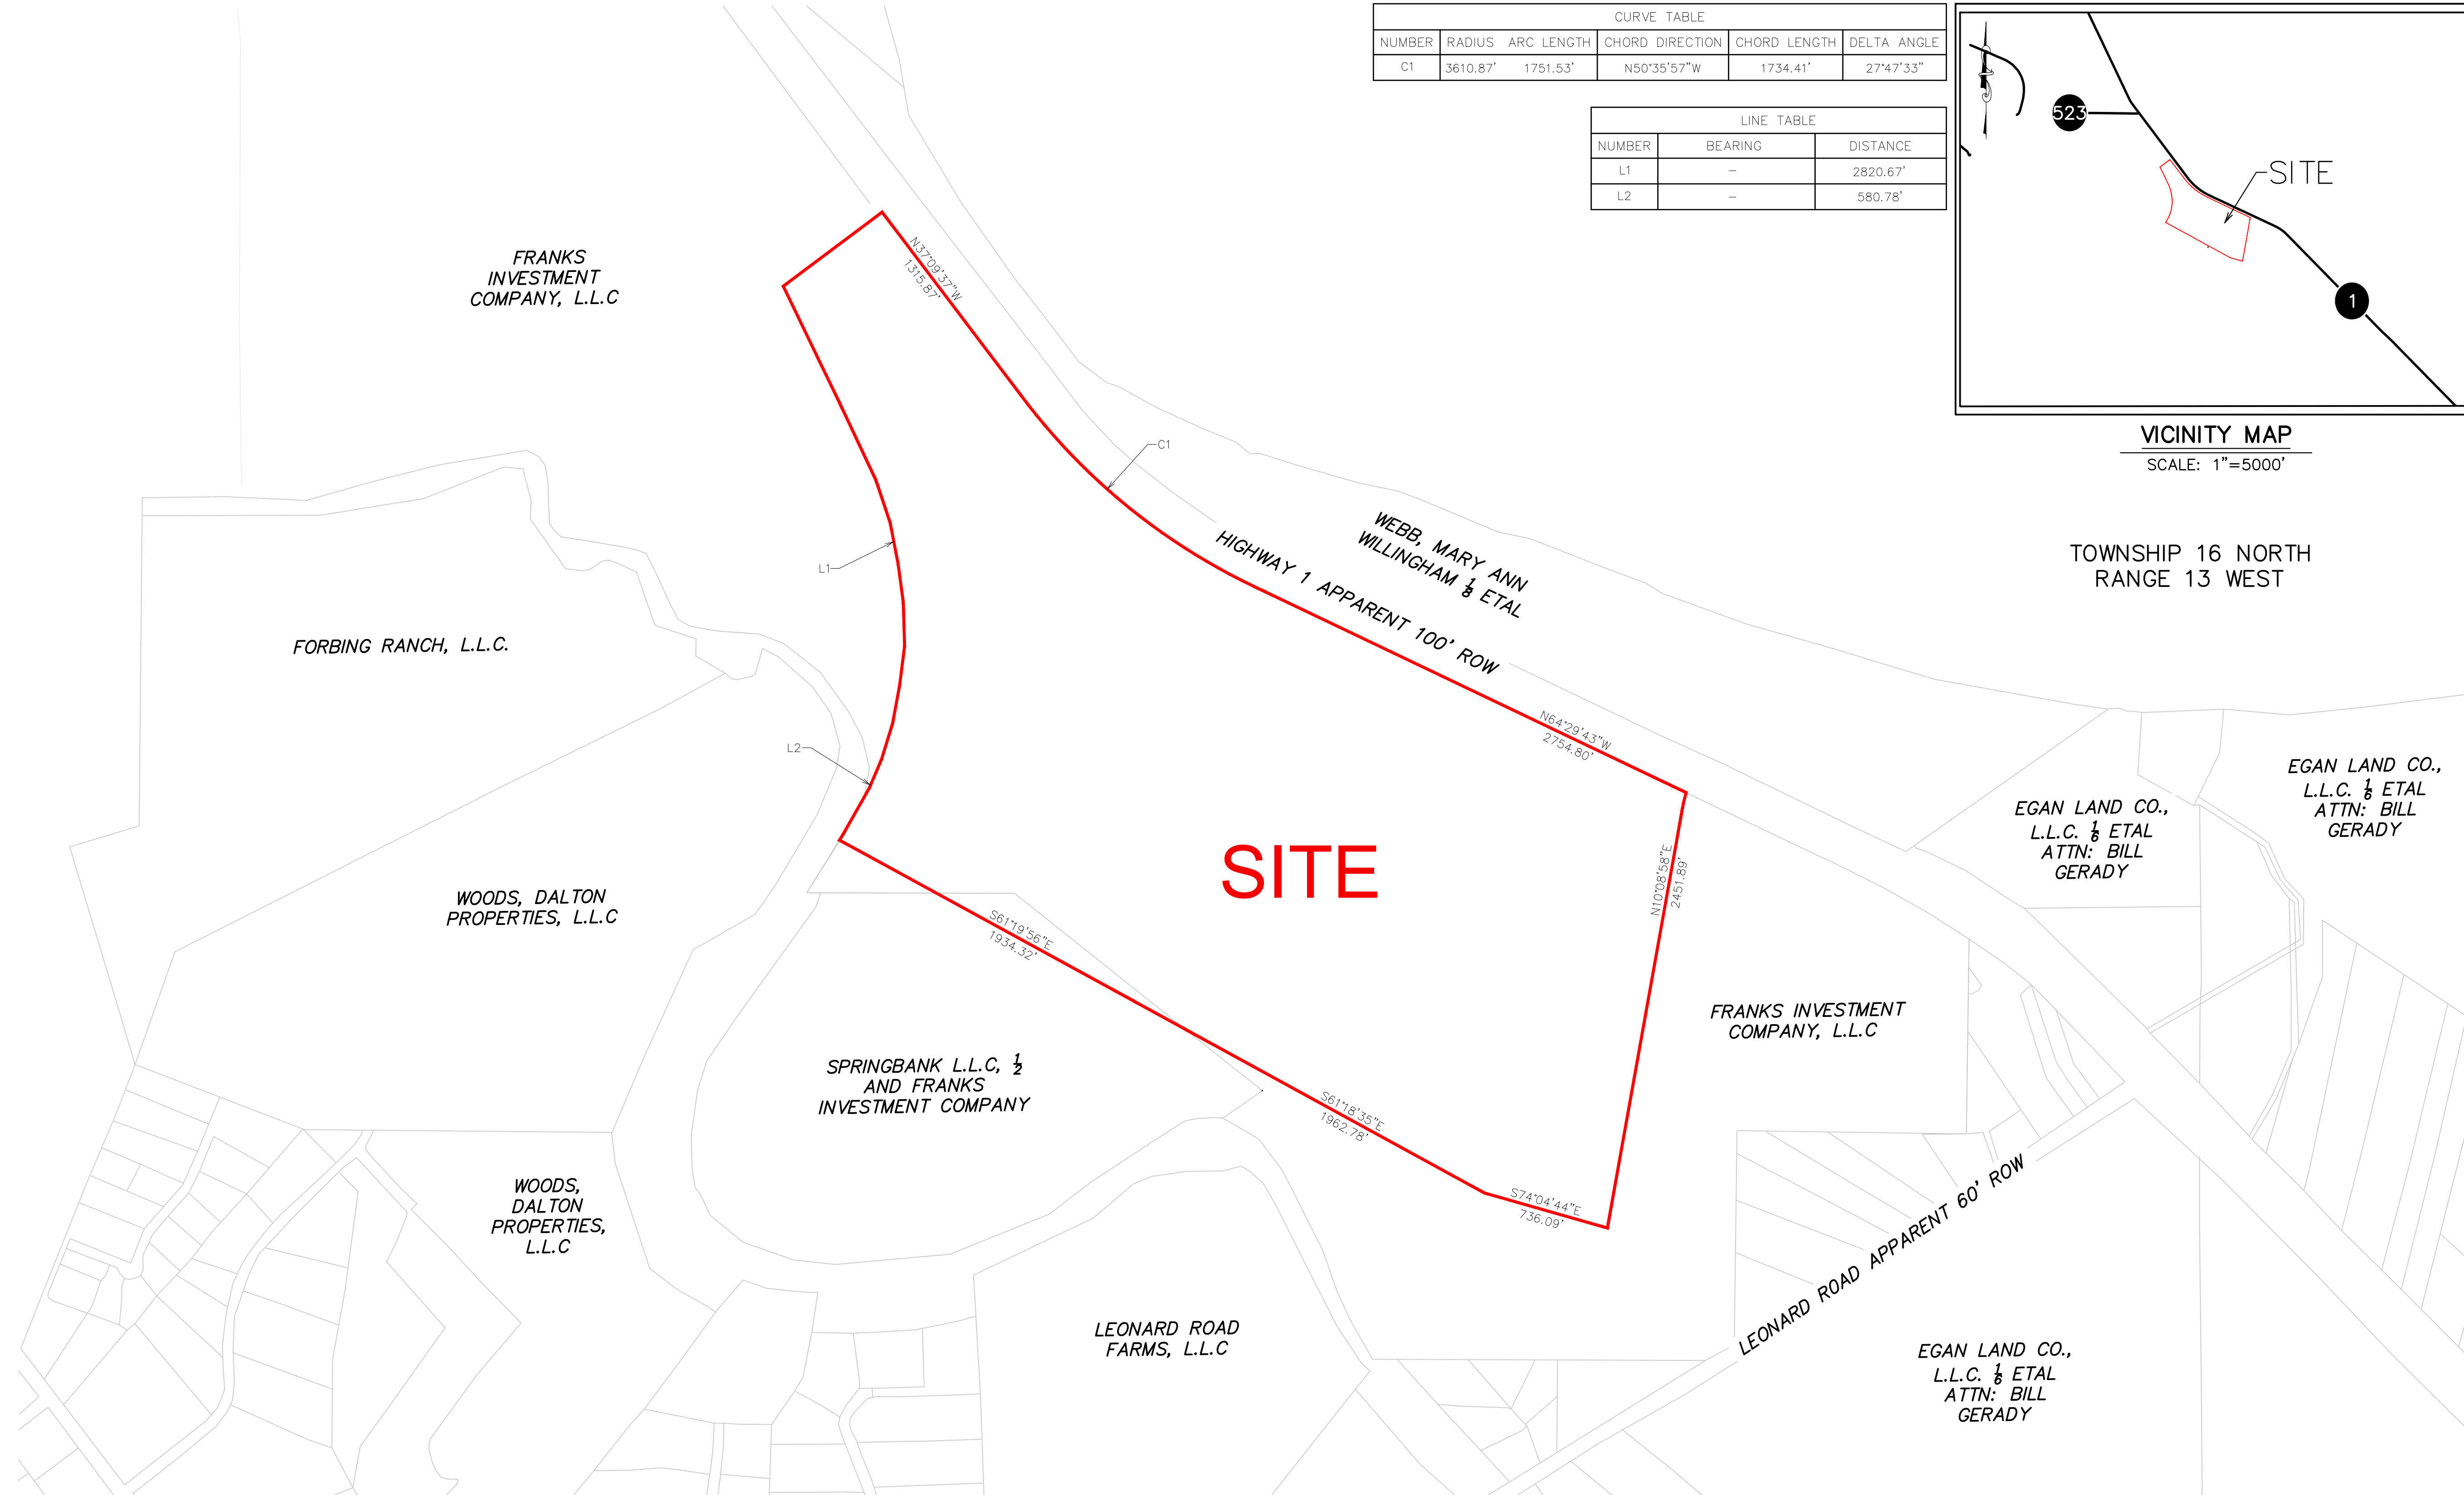 CURVE TABLE
NUMBER RADIUS ARC LENGTH CHORD DIRECTION CHORD LENGTH DELTA ANGLE
C1 3610.87' 1751.53' N50°35'57"W 1734.41' 27°47'33"
LINE TABLE
NUMBER BEARING DISTANCE
L1 – 2820.67'
L2 – 580.78'
523
SITE
1
VICINITY MAP
SCALE: 1"=5000'
TOWNSHIP 16 NORTH
RANGE 13 WEST
FRANKS
INVESTMENT
COMPANY, L.L.C
N37°09'37"W
1315.87'
C1
L1
L2
WEBB, MARY ANN
WILLINGHAM 1/8 ETAL
HIGHWAY 1 APPARENT 100' ROW
FORBING RANCH, L.L.C.
N64°29'43"W
2754.80'
EGAN LAND CO.,
L.L.C. 1/6 ETAL
ATTN: BILL
GERADY
EGAN LAND CO.,
L.L.C. 1/6 ETAL
ATTN: BILL
GERADY
SITE
N10°08'58"E
2451.89'
WOODS, DALTON
PROPERTIES, L.L.C
S61°19'56"E
1934.32'
FRANKS INVESTMENT
COMPANY, L.L.C
SPRINGBANK L.L.C, 1/2
AND FRANKS
INVESTMENT COMPANY
S61°18'35"E
1962.78'
S74°04'44"E
736.09'
WOODS,
DALTON
PROPERTIES,
L.L.C
LEONARD ROAD APPARENT 60' ROW
LEONARD ROAD
FARMS, L.L.C
EGAN LAND CO.,
L.L.C. 1/6 ETAL
ATTN: BILL
GERADY